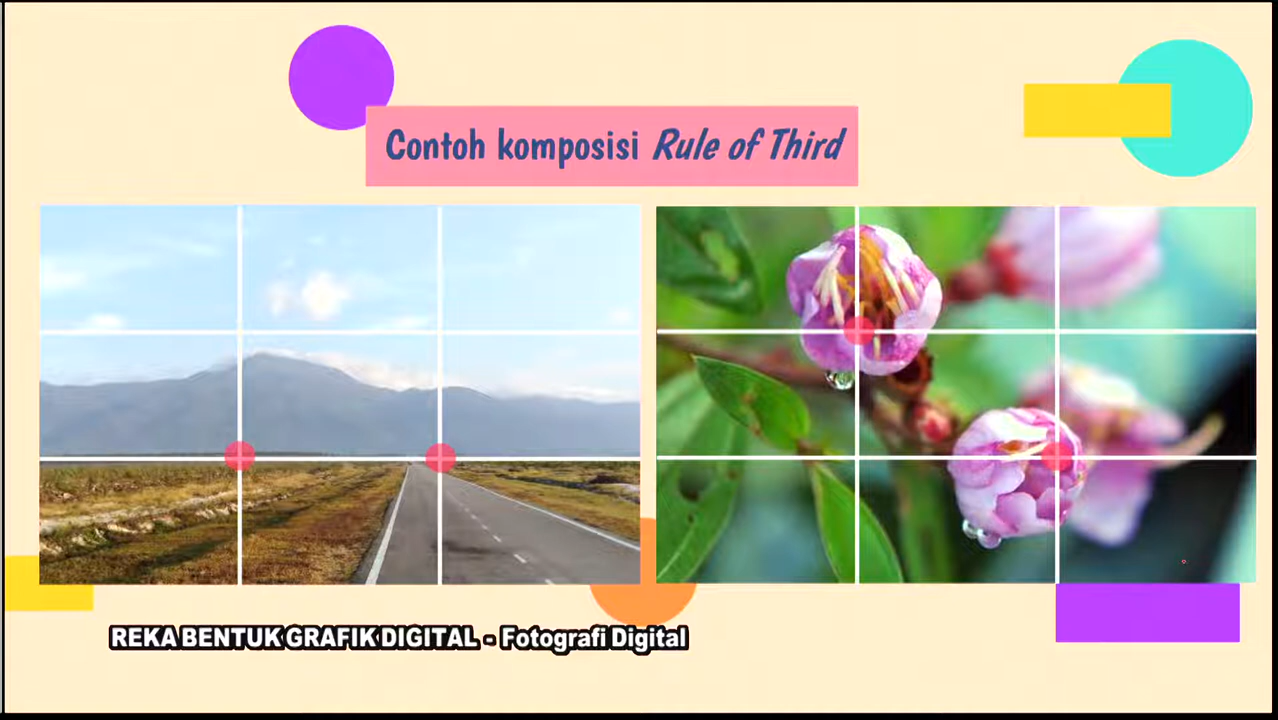 Contoh komposisi Rule of Third
REKA BENTUK GRAFIK DIGITAL - Fotografi Digital